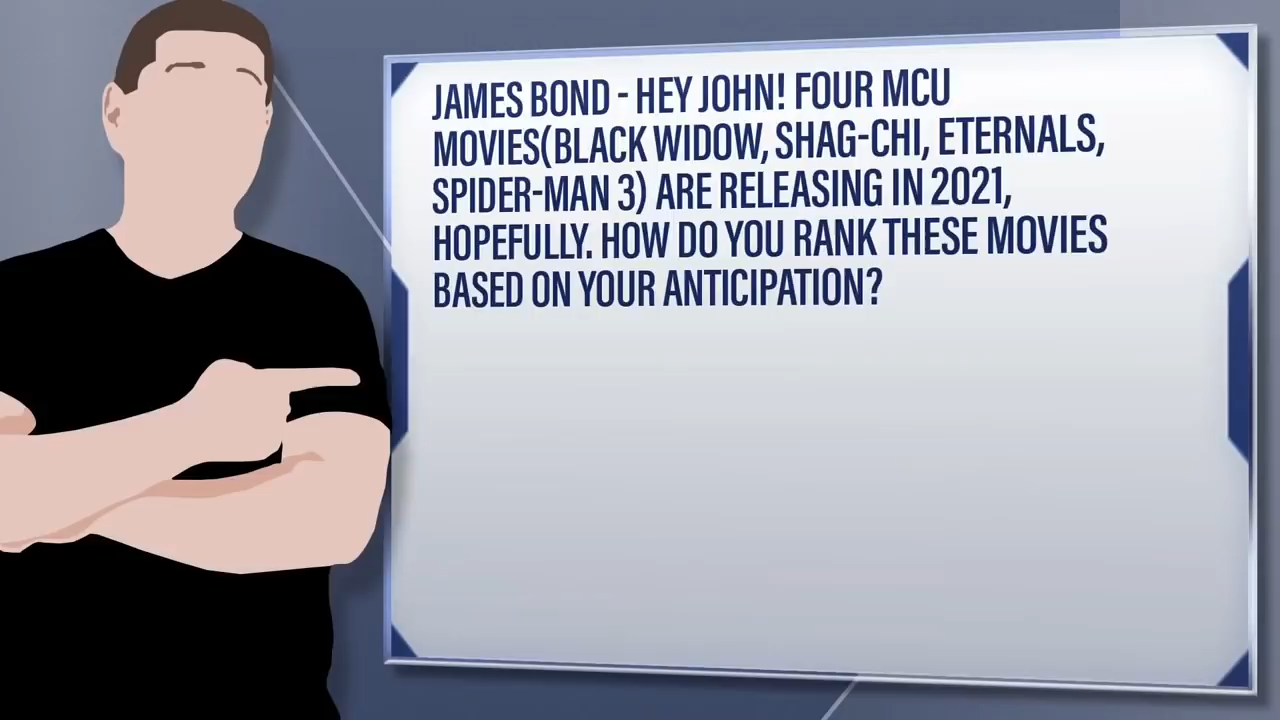 JAMES BOND - HEY JOHN! FOUR MCU
MOVIES(BLACK WIDOW, SHAG-CHI, ETERNALS,
SPIDER-MAN 3) ARE RELEASING IN 2021,
HOPEFULLY. HOW DO YOU RANK THESE MOVIES
BASED ON YOUR ANTICIPATION?